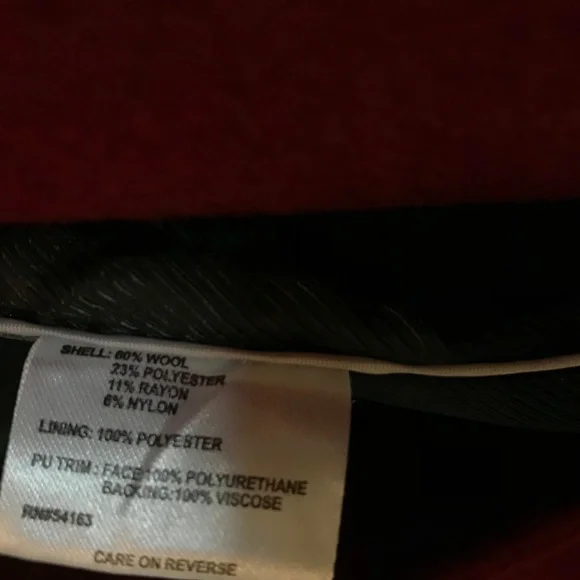 SHELL: 60% WOOL
23% POLYESTER
11% RAYON
6% NYLON
LINING: 100% POLYESTER
PU TRIM: FACE:100% POLYURETHANE
BACKING:100% VISCOSE
RN#54163
CARE ON REVERSE